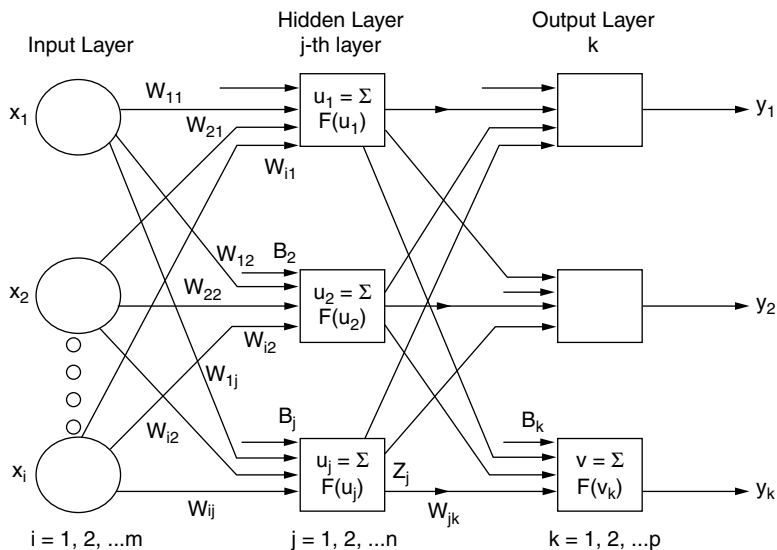 Input Layer
Hidden Layer
j-th layer
Output Layer
k
x₁
W₁₁
W₂₁
Wᵢ₁
u₁ = Σ
F(u₁)
y₁
x₂
W₁₂
B₂
W₂₂
u₂ = Σ
F(u₂)
y₂
Wᵢ₂
W₁ⱼ
Wᵢ₂
Bⱼ
xᵢ
Wᵢⱼ
uⱼ = Σ
F(uⱼ)
Zⱼ
Wⱼₖ
Bₖ
v = Σ
F(vₖ)
yₖ
i = 1, 2, ...m
j = 1, 2, ...n
k = 1, 2, ...p